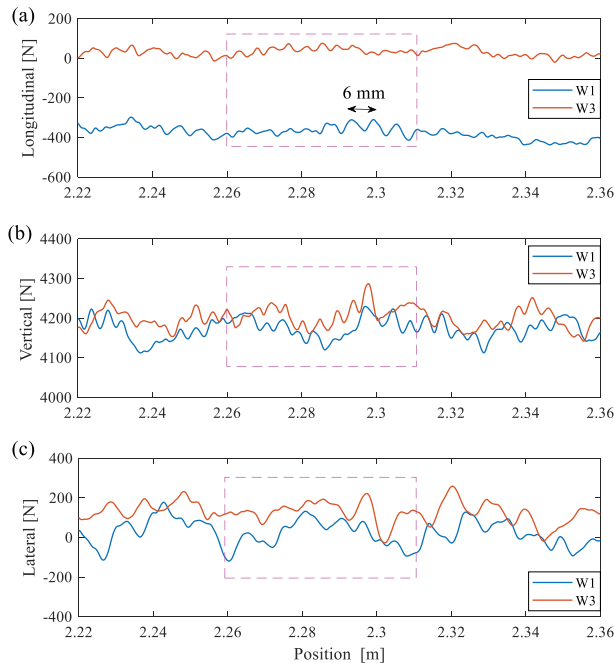 (a)
200
0
-200
-400
-600
Longitudinal [N]
6 mm
W1
W3
2.22 2.24 2.26 2.28 2.3 2.32 2.34 2.36
(b)
4400
4300
4200
4100
4000
Vertical [N]
W1
W3
2.22 2.24 2.26 2.28 2.3 2.32 2.34 2.36
(c)
400
200
0
-200
-400
Lateral [N]
W1
W3
2.22 2.24 2.26 2.28 2.3 2.32 2.34 2.36
Position [m]